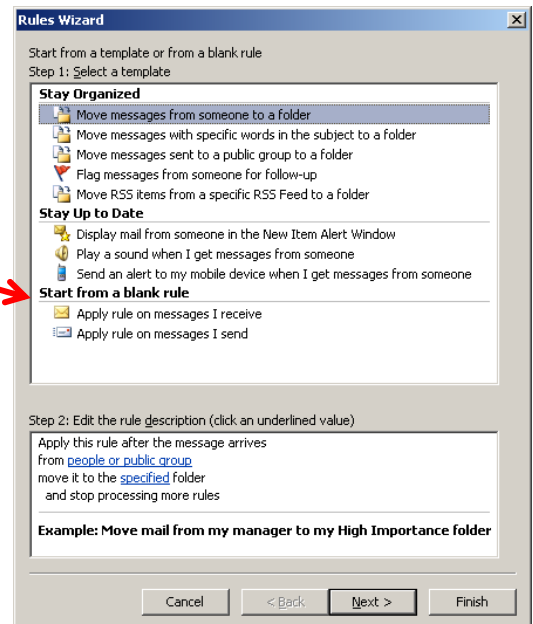 Rules Wizard
Start from a template or from a blank rule
Step 1: Select a template
Stay Organized
Move messages from someone to a folder
Move messages with specific words in the subject to a folder
Move messages sent to a public group to a folder
Flag messages from someone for follow-up
Move RSS items from a specific RSS Feed to a folder
Stay Up to Date
Display mail from someone in the New Item Alert Window
Play a sound when I get messages from someone
Send an alert to my mobile device when I get messages from someone
Start from a blank rule
Apply rule on messages I receive
Apply rule on messages I send
Step 2: Edit the rule description (click an underlined value)
Apply this rule after the message arrives
from people or public group
move it to the specified folder
and stop processing more rules
Example: Move mail from my manager to my High Importance folder
Cancel < Back Next > Finish